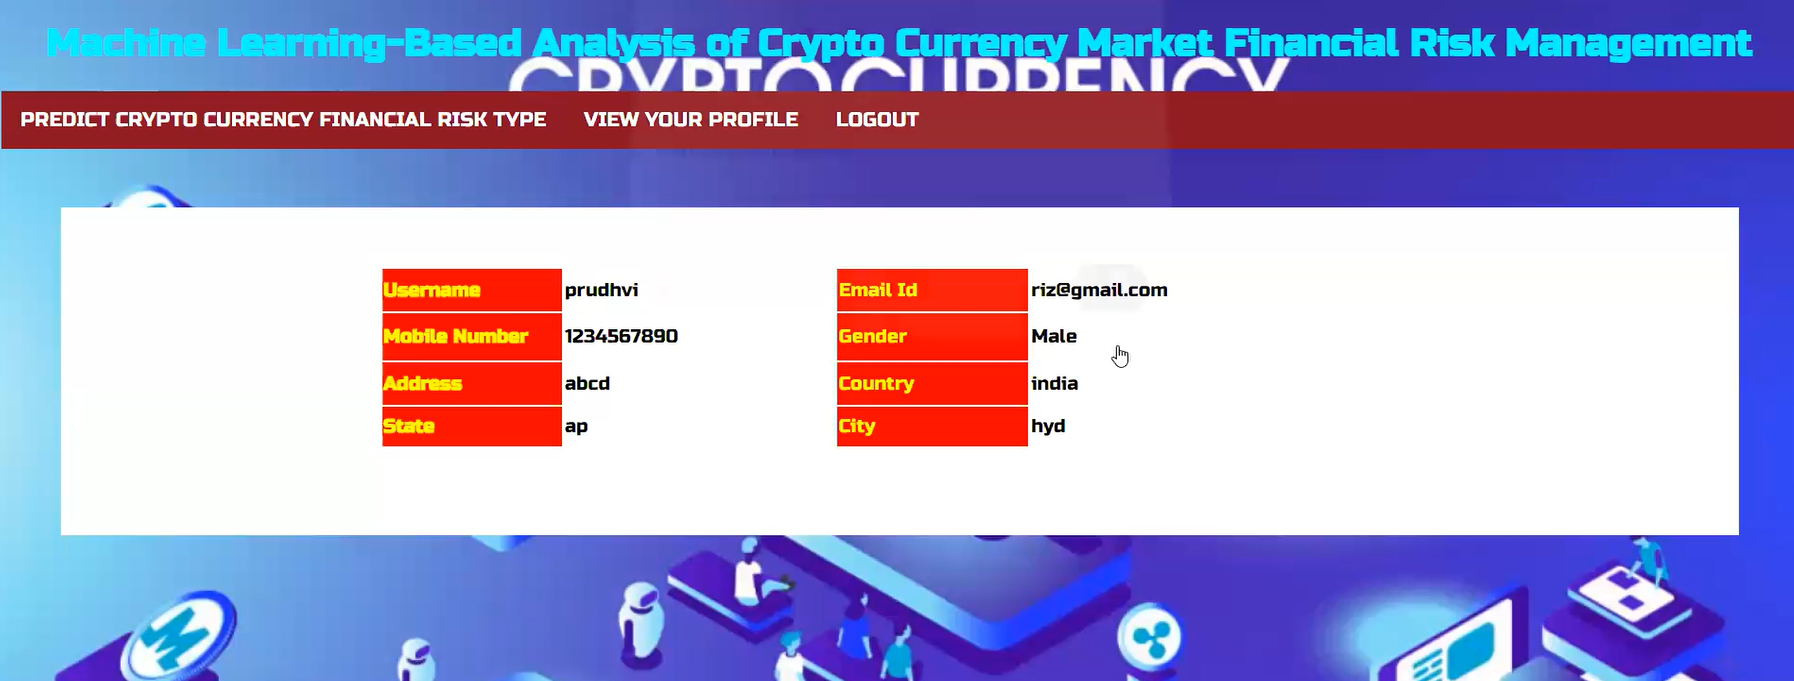 Machine Learning-Based Analysis of Crypto Currency Market Financial Risk Management
CRYPTOCURRENCY
PREDICT CRYPTO CURRENCY FINANCIAL RISK TYPE VIEW YOUR PROFILE LOGOUT
Username prudhvi Email Id riz@gmail.com
Mobile Number 1234567890 Gender Male
Address abcd Country india
State ap City hyd